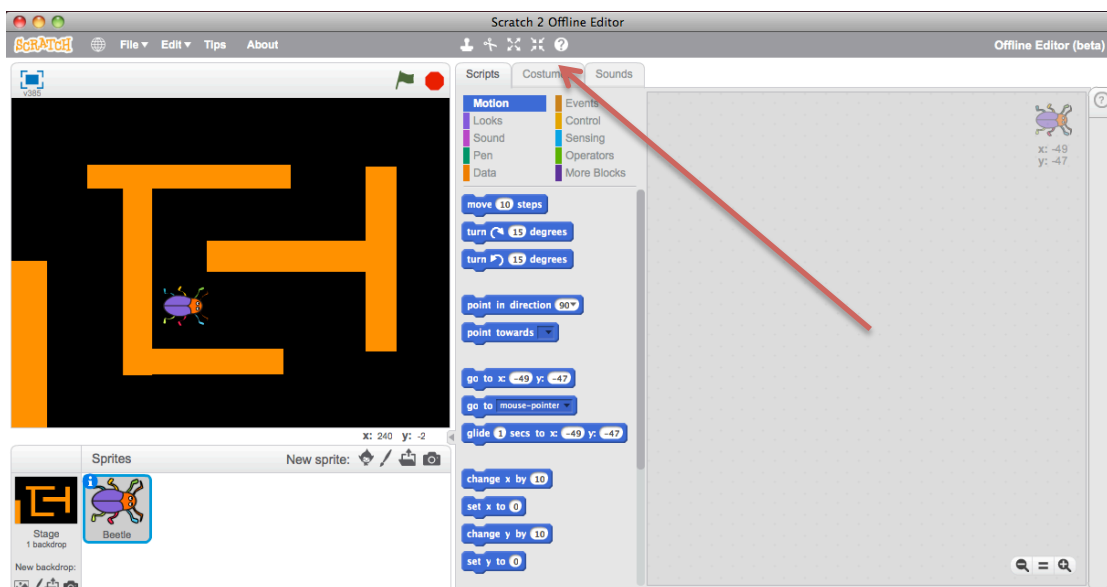 Scratch 2 Offline Editor
SCRATCH File Edit Tips About Offline Editor (beta)
v385
Scripts Costum Sounds
Motion Events
Looks Control
Sound Sensing
Pen Operators
Data More Blocks
x: -49
y: -47
move 10 steps
turn 15 degrees
turn 15 degrees
point in direction 90
point towards
go to x: -49 y: -47
go to mouse-pointer
glide 1 secs to x: -49 y: -47
change x by 10
set x to 0
change y by 10
set y to 0
x: 240 y: -2
Sprites New sprite:
Stage
1 backdrop
New backdrop:
Beetle